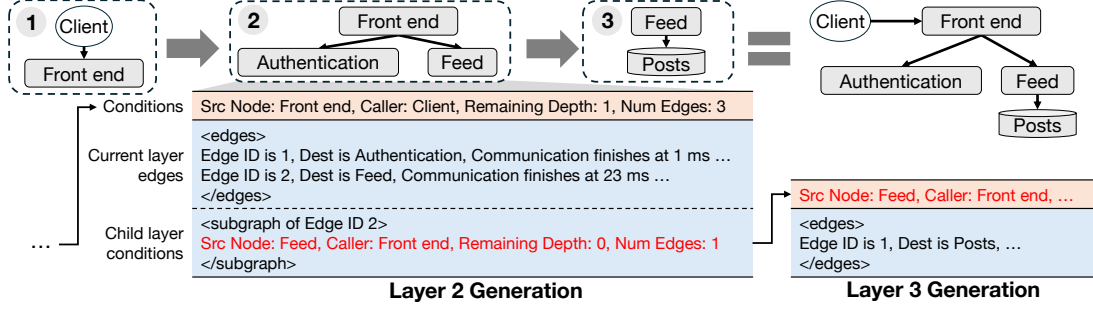 1
Client
Front end
2
Front end
Authentication
Feed
3
Feed
Posts
Client
Front end
Authentication
Feed
Posts
Conditions
Src Node: Front end, Caller: Client, Remaining Depth: 1, Num Edges: 3
Current layer
edges
<edges>
Edge ID is 1, Dest is Authentication, Communication finishes at 1 ms …
Edge ID is 2, Dest is Feed, Communication finishes at 23 ms …
</edges>
…
Child layer
conditions
<subgraph of Edge ID 2>
Src Node: Feed, Caller: Front end, Remaining Depth: 0, Num Edges: 1
</subgraph>
Layer 2 Generation
Src Node: Feed, Caller: Front end, …
<edges>
Edge ID is 1, Dest is Posts, …
</edges>
Layer 3 Generation